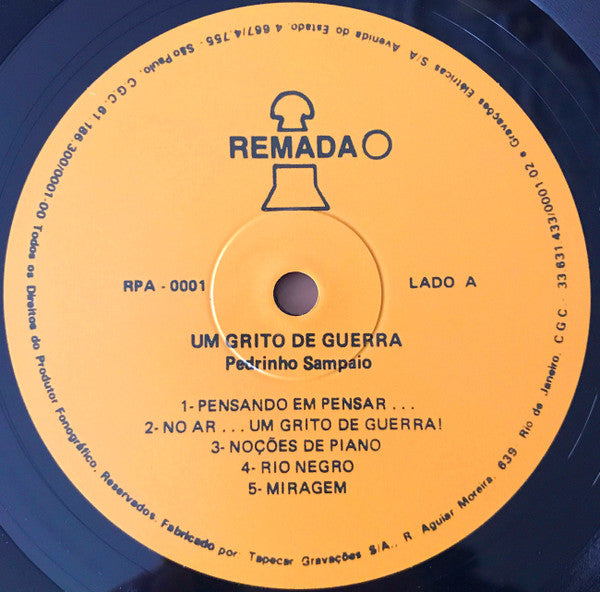 REMADA
RPA - 0001
LADO A
UM GRITO DE GUERRA
Pedrinho Sampaio
1- PENSANDO EM PENSAR . . .
2- NO AR . . . UM GRITO DE GUERRA!
3- NOÇÕES DE PIANO
4- RIO NEGRO
5- MIRAGEM
e Gravações Elétricas S/A Avenida do Estado, 4 667/4.755 - São Paulo, C.G.C. 61 186 300/0001-00 Todos os Direitos do Produtor Fonográfico, Reservados. Fabricado por: Tapecar Gravações S/A., R Aguiar Moreira, 639, Rio de Janeiro, CGC - 33 631 433/0001 02